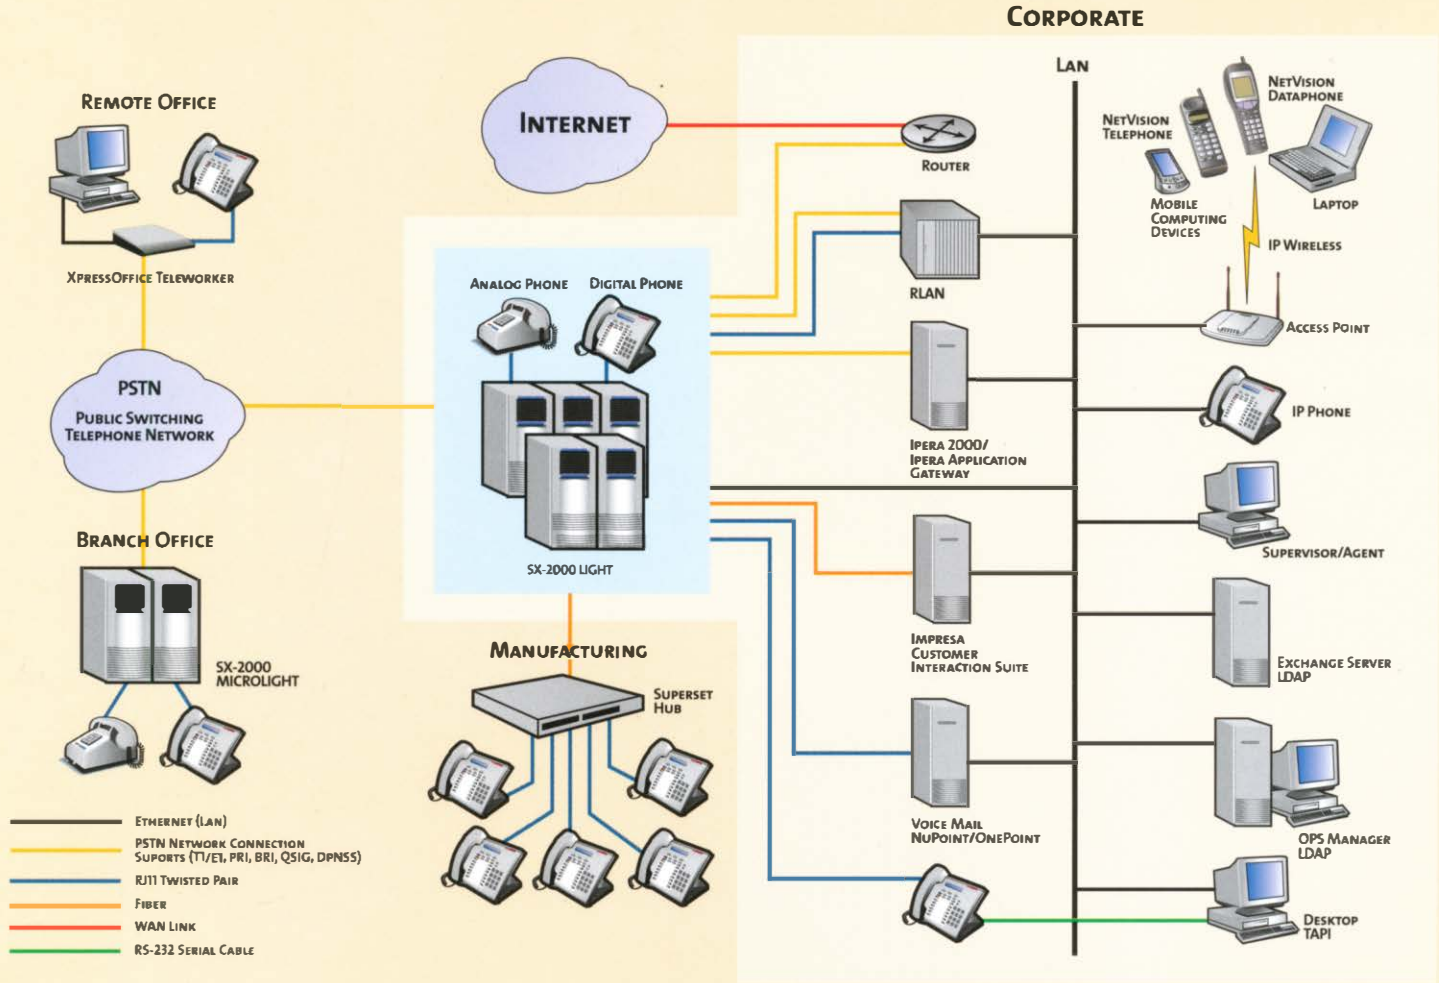 CORPORATE
LAN
NETVISION
DATAPHONE
NETVISION
TELEPHONE
MOBILE
COMPUTING
DEVICES
LAPTOP
IP WIRELESS
ACCESS POINT
IP PHONE
SUPERVISOR/AGENT
EXCHANGE SERVER
LDAP
OPS MANAGER
LDAP
DESKTOP
TAPI
REMOTE OFFICE
XPRESSOFFICE TELEWORKER
PSTN
PUBLIC SWITCHING
TELEPHONE NETWORK
BRANCH OFFICE
SX-2000
MICROLIGHT
INTERNET
ANALOG PHONE
DIGITAL PHONE
SX-2000 LIGHT
MANUFACTURING
SUPERSET
HUB
ROUTER
RLAN
IPERA 2000/
IPERA APPLICATION
GATEWAY
IMPRESA
CUSTOMER
INTERACTION SUITE
VOICE MAIL
NUPOINT/ONEPOINT
ETHERNET (LAN)
PSTN NETWORK CONNECTION
SUPORTS (T1/E1, PRI, BRI, QSIG, DPNSS)
RJ11 TWISTED PAIR
FIBER
WAN LINK
RS-232 SERIAL CABLE